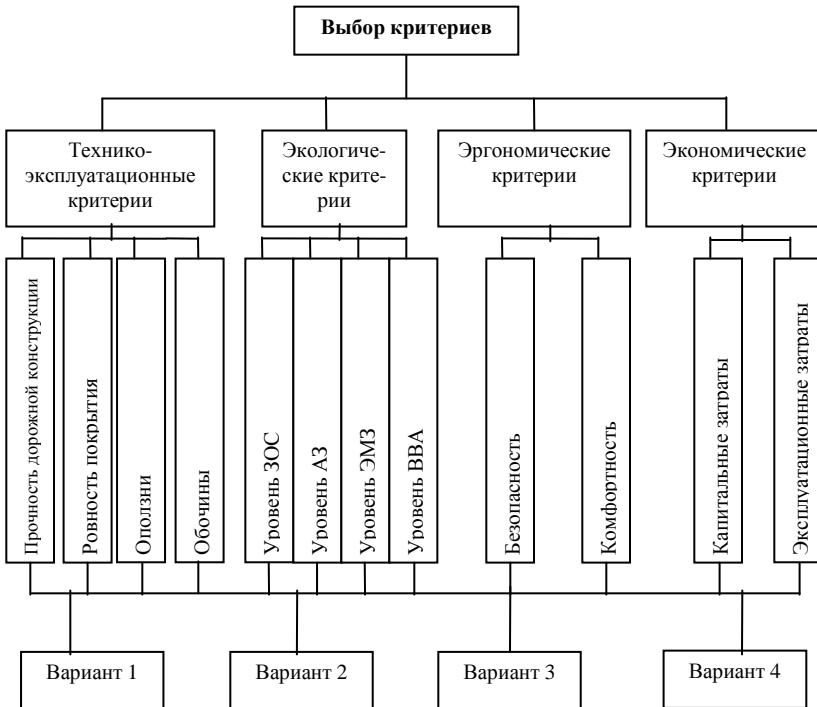 Выбор критериев
Технико-
эксплуатационные
критерии
Экологиче-
ские крите-
рии
Эргономические
критерии
Экономические
критерии
Прочность дорожной конструкции
Ровность покрытия
Оползни
Обочины
Уровень ЗОС
Уровень АЗ
Уровень ЭМЗ
Уровень ВВА
Безопасность
Комфортность
Капитальные затраты
Эксплуатационные затраты
Вариант 1
Вариант 2
Вариант 3
Вариант 4